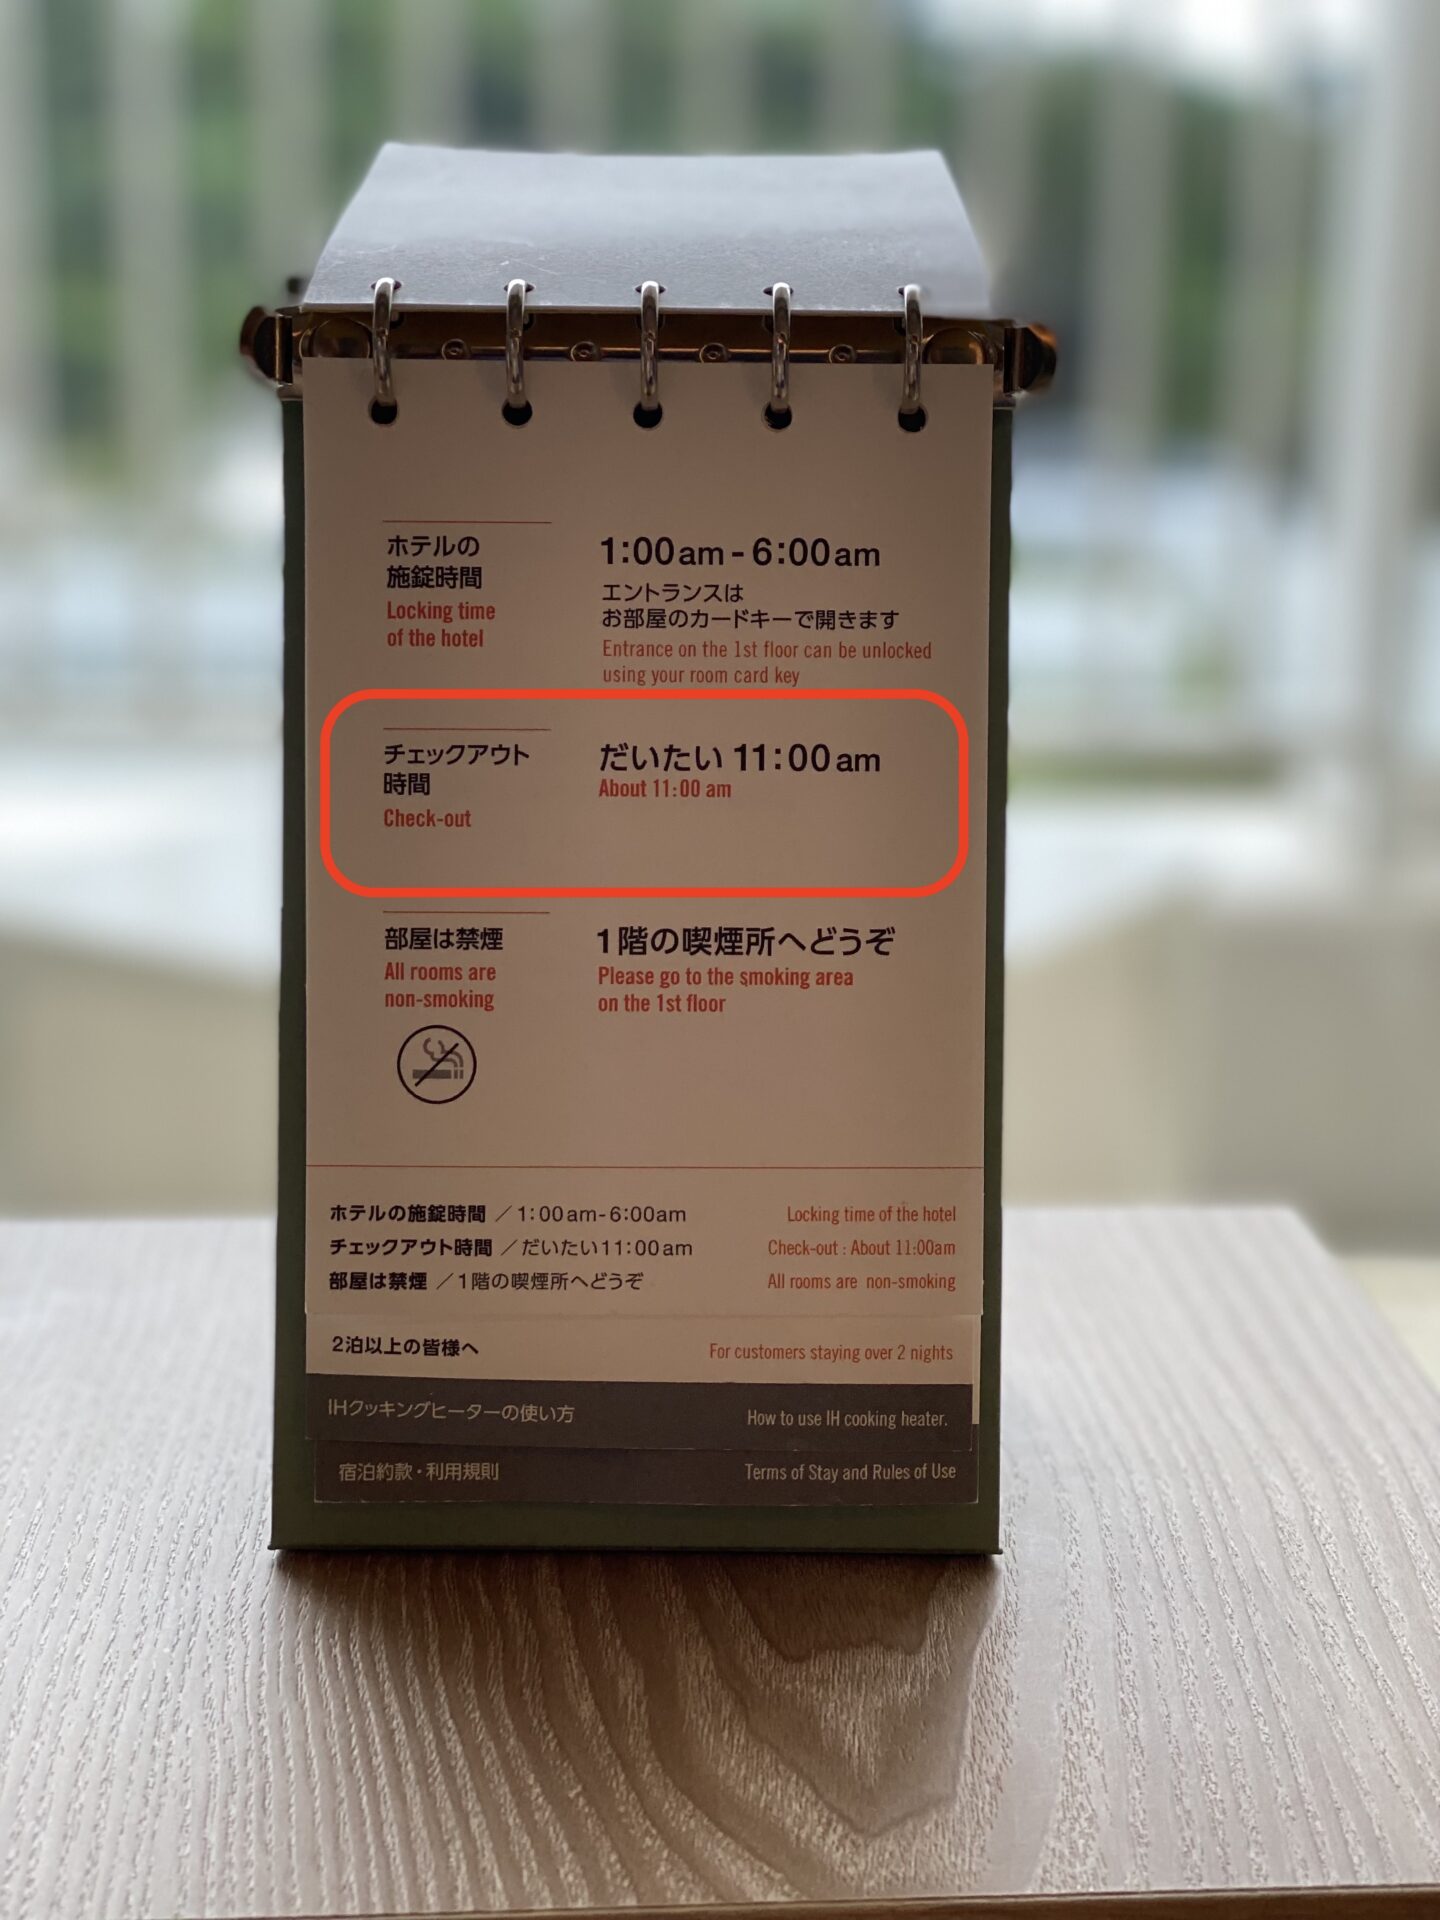 ホテルの
施錠時間
Locking time
of the hotel
1:00am - 6:00am
エントランスは
お部屋のカードキーで開きます
Entrance on the 1st floor can be unlocked
using your room card key
チェックアウト
時間
Check-out
だいたい 11:00am
About 11:00 am
部屋は禁煙
All rooms are
non-smoking
1階の喫煙所へどうぞ
Please go to the smoking area
on the 1st floor
ホテルの施錠時間 ／1:00am-6:00am Locking time of the hotel
チェックアウト時間 ／だいたい11:00am Check-out : About 11:00am
部屋は禁煙 ／1階の喫煙所へどうぞ All rooms are non-smoking
2泊以上の皆様へ For customers staying over 2 nights
IHクッキングヒーターの使い方 How to use IH cooking heater.
宿泊約款・利用規則 Terms of Stay and Rules of Use